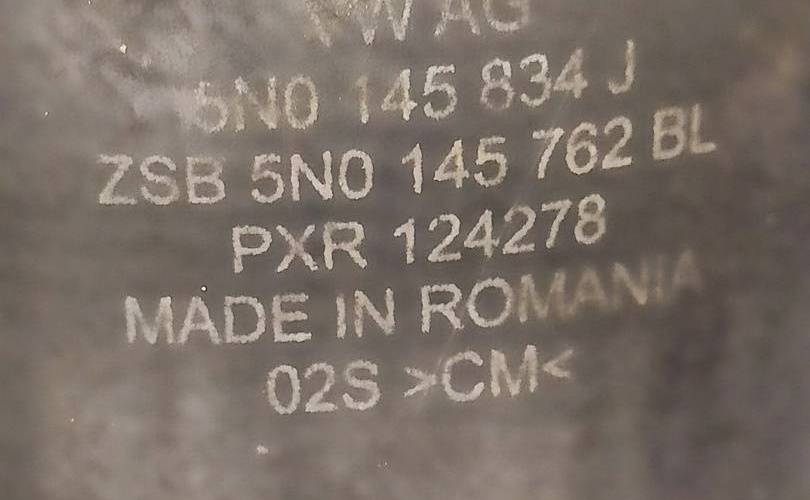 VW AG
5N0 145 834 J
ZSB 5N0 145 762 BL
PXR 124278
MADE IN ROMANIA
02S >CM<